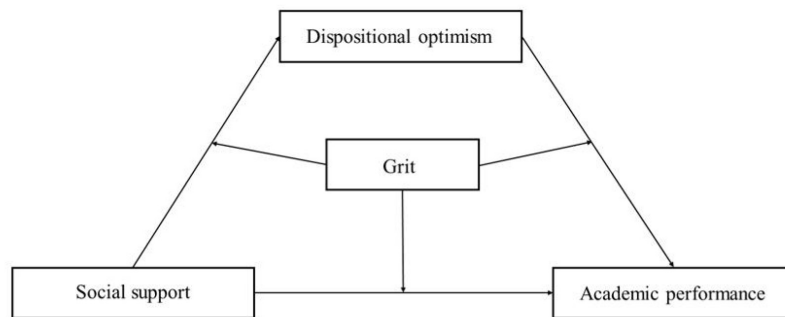 Dispositional optimism
Grit
Social support
Academic performance